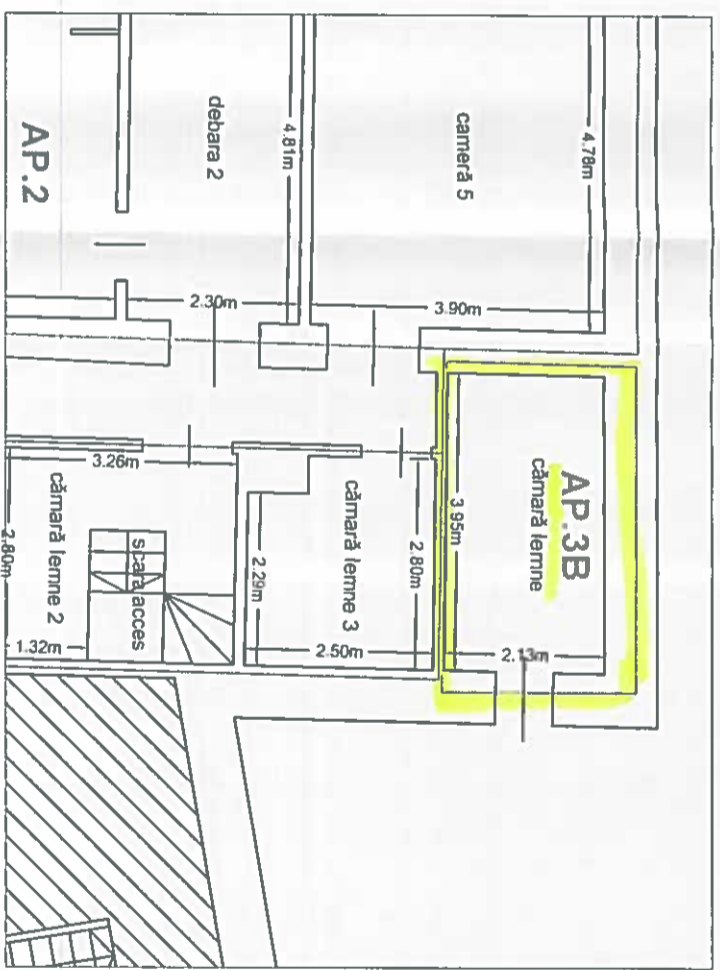 4.78m
cameră 5
3.90m
4.81m
debara 2
2.30m
AP.2
AP.3B
cămară lemne
3.95m
2.13m
2.80m
cămară lemne 3
2.50m
2.29m
3.26m
scara acces
cămară lemne 2
1.32m
2.80m